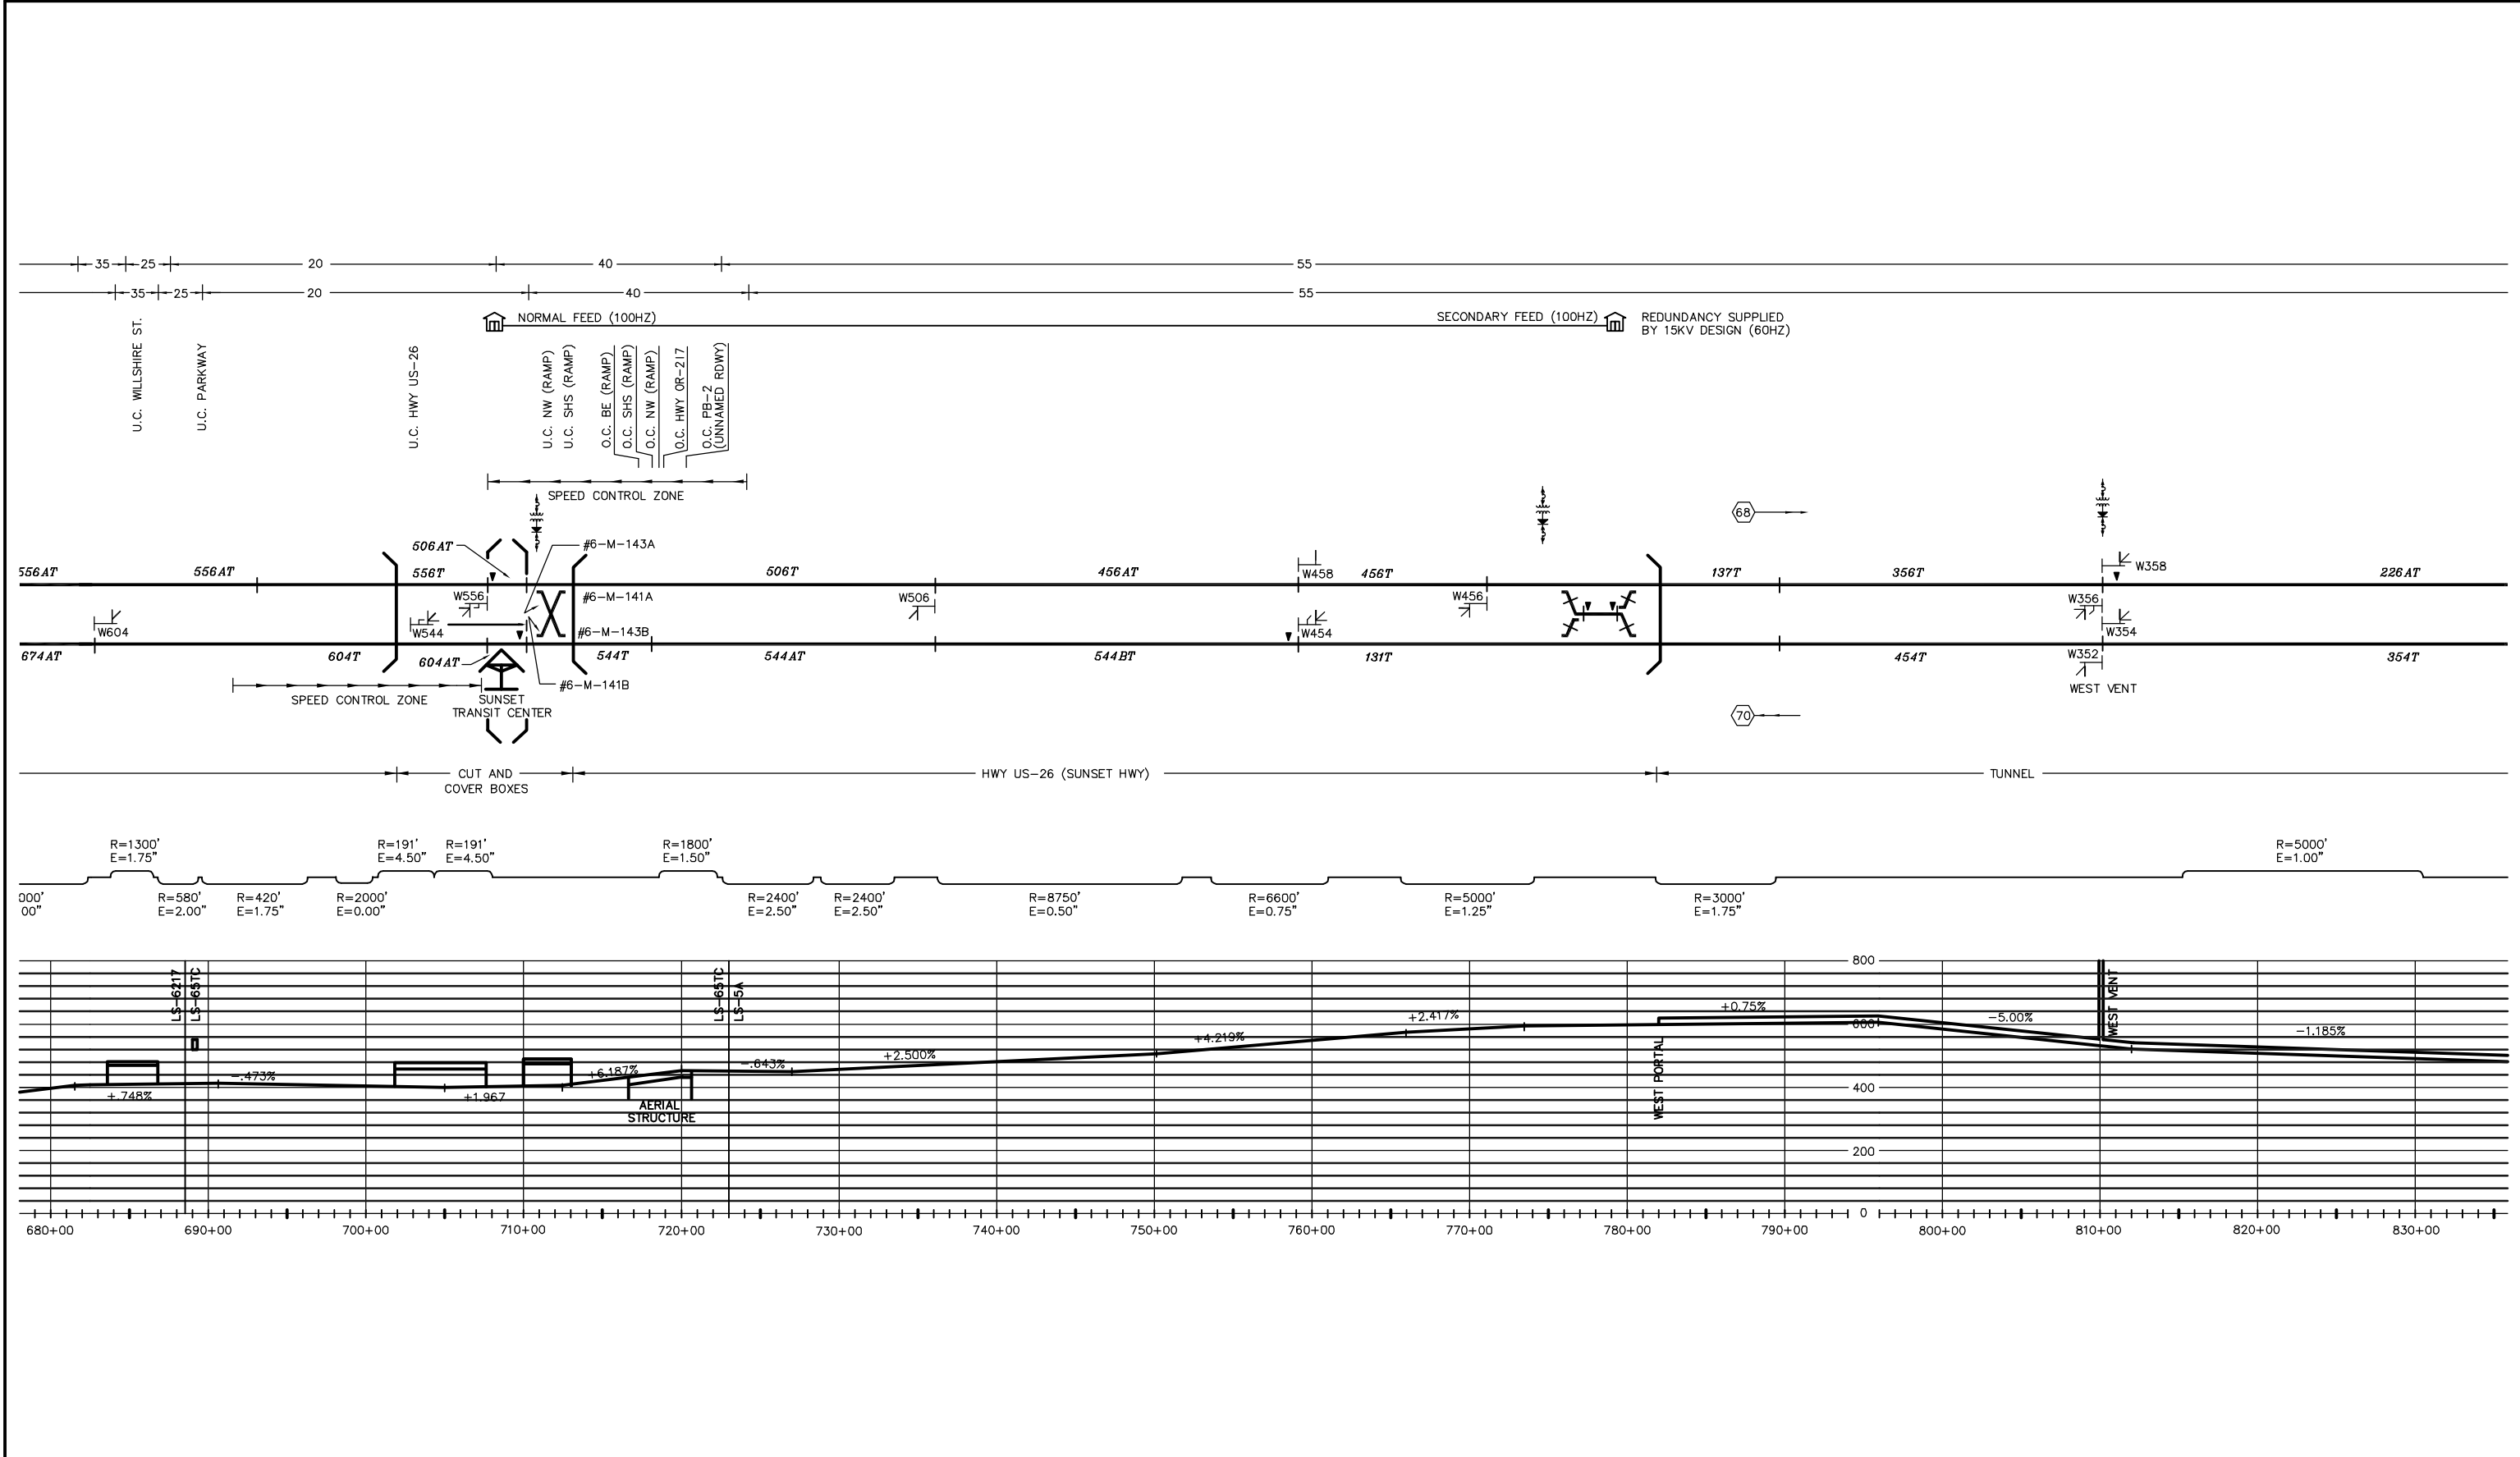 35
25
20
40
55
35
25
20
40
55
NORMAL FEED (100HZ)
SECONDARY FEED (100HZ)
REDUNDANCY SUPPLIED
BY 15KV DESIGN (60HZ)
U.C. WILLSHIRE ST.
U.C. PARKWAY
U.C. HWY US-26
U.C. NW (RAMP)
U.C. SHS (RAMP)
O.C. BE (RAMP)
O.C. SHS (RAMP)
O.C. NW (RAMP)
O.C. HWY OR-217
O.C. PB-2
(UNNAMED RDWY)
SPEED CONTROL ZONE
68
506AT
#6-M-143A
556AT
556AT
556T
506T
456AT
W458
456T
137T
356T
W358
226AT
W556
#6-M-141A
W506
W456
W356
W604
W544
#6-M-143B
W454
W354
674AT
604T
604AT
544T
544AT
544BT
131T
454T
W352
354T
#6-M-141B
SPEED CONTROL ZONE
SUNSET
TRANSIT CENTER
WEST VENT
70
CUT AND
COVER BOXES
HWY US-26 (SUNSET HWY)
TUNNEL
R=1300'
E=1.75"
R=191'
E=4.50"
R=191'
E=4.50"
R=1800'
E=1.50"
R=5000'
E=1.00"
000'
00"
R=580'
E=2.00"
R=420'
E=1.75"
R=2000'
E=0.00"
R=2400'
E=2.50"
R=2400'
E=2.50"
R=8750'
E=0.50"
R=6600'
E=0.75"
R=5000'
E=1.25"
R=3000'
E=1.75"
LS-6217
LS-65TC
LS-65TC
LS-5A
800
600
400
200
0
WEST VENT
WEST PORTAL
+.748%
-.473%
+1.967
+6.187%
-.643%
+2.500%
+4.219%
+2.417%
+0.75%
-5.00%
-1.185%
AERIAL
STRUCTURE
680+00
690+00
700+00
710+00
720+00
730+00
740+00
750+00
760+00
770+00
780+00
790+00
800+00
810+00
820+00
830+00